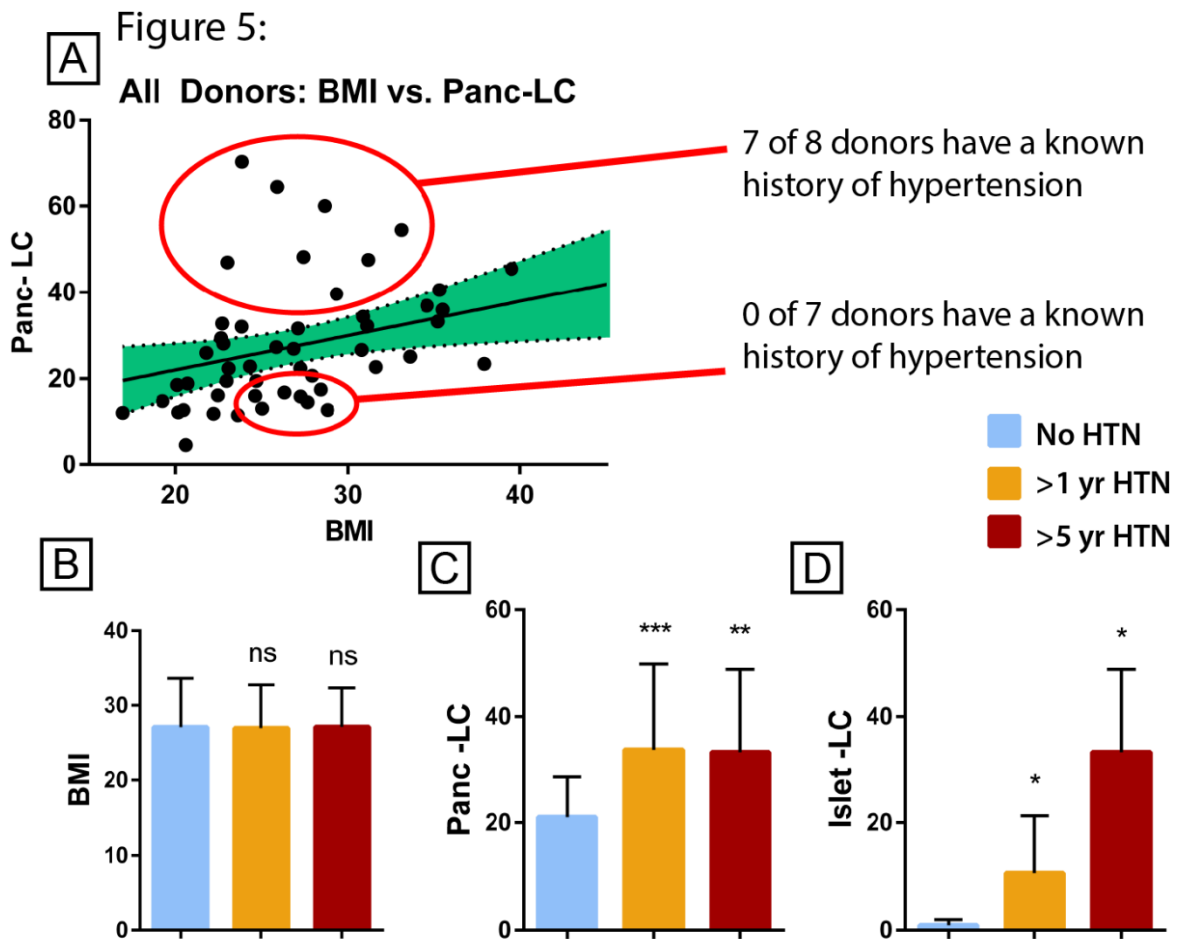 Figure 5:
A
All Donors: BMI vs. Panc-LC
80
60
40
20
0
Panc- LC
20 30 40
BMI
7 of 8 donors have a known
history of hypertension
0 of 7 donors have a known
history of hypertension
No HTN
>1 yr HTN
>5 yr HTN
B
40
30
20
10
0
BMI
ns
ns
C
60
40
20
0
Panc -LC
***
**
D
60
40
20
0
Islet -LC
*
*